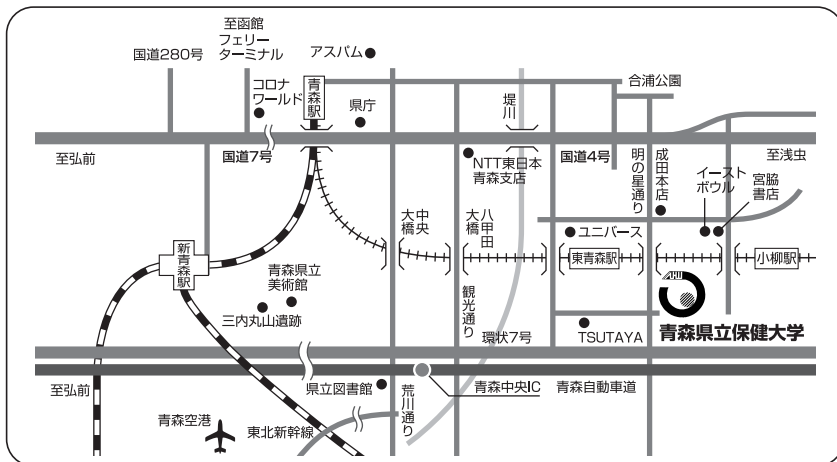 至函館
フェリー
ターミナル
国道280号
アスパム
合浦公園
コロナ
ワールド
青森駅
県庁
堤川
至弘前
国道7号
NTT東日本
青森支店
国道4号
明の星通り
成田本店
至浅虫
イースト
ボウル
宮脇
書店
中央
大橋
八甲田
大橋
ユニバース
新青森駅
東青森駅
小柳駅
青森県立
美術館
三内丸山遺跡
観光通り
AUHW
青森県立保健大学
環状7号
TSUTAYA
至弘前
県立図書館
荒川通り
青森中央IC
青森自動車道
青森空港
東北新幹線